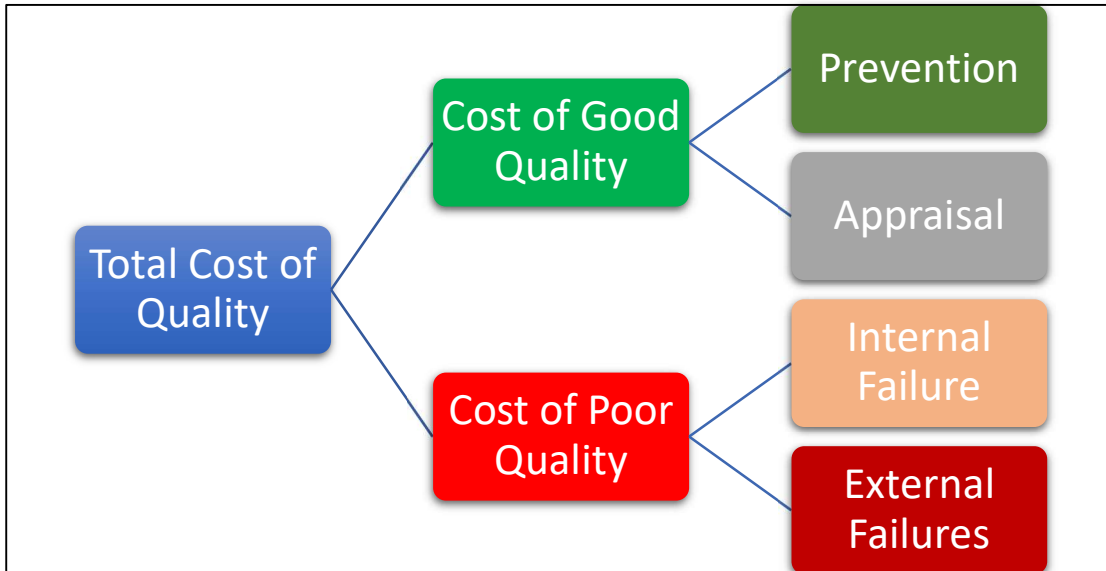 Total Cost of
Quality
Cost of Good
Quality
Prevention
Appraisal
Cost of Poor
Quality
Internal
Failure
External
Failures